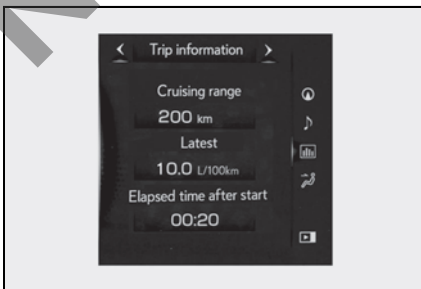 Trip information
Cruising range
200 km
Latest
10.0 L/100km
Elapsed time after start
00:20